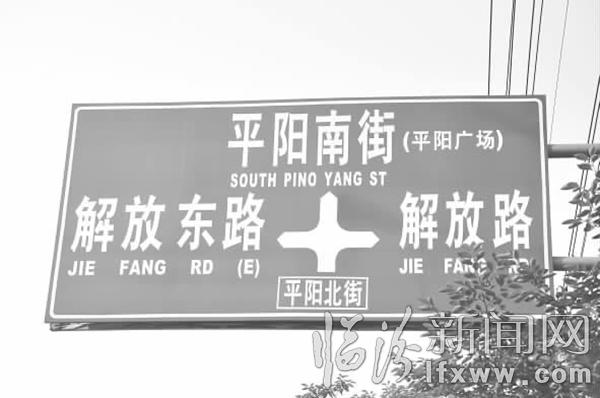 平阳南街(平阳广场)
SOUTH PINO YANG ST
解放东路
JIE FANG RD (E)
解放路
JIE FANG RD
平阳北街
临汾新闻网
lfxww.com